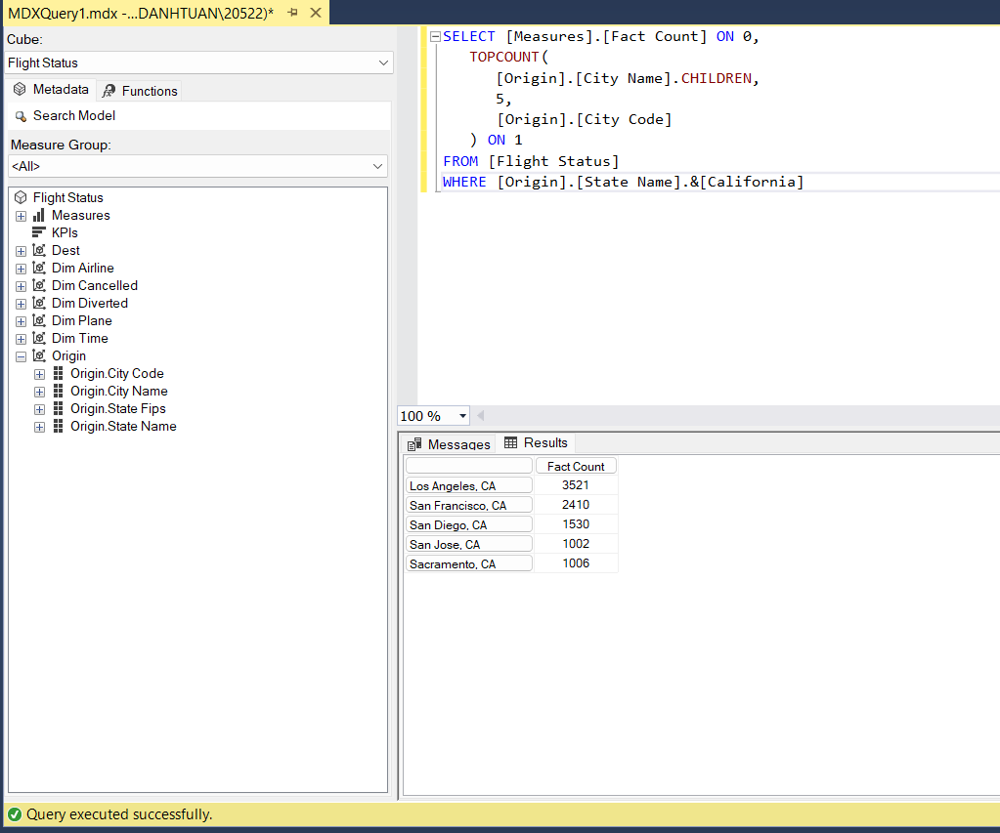 MDXQuery1.mdx -...DANHTUAN\20522)*
Cube:
Flight Status
Metadata
Functions
Search Model
Measure Group:
<All>
Flight Status
Measures
KPIs
Dest
Dim Airline
Dim Cancelled
Dim Diverted
Dim Plane
Dim Time
Origin
Origin.City Code
Origin.City Name
Origin.State Fips
Origin.State Name
SELECT [Measures].[Fact Count] ON 0,
TOPCOUNT(
[Origin].[City Name].CHILDREN,
5,
[Origin].[City Code]
) ON 1
FROM [Flight Status]
WHERE [Origin].[State Name].&[California]
100 %
Messages
Results
Fact Count
Los Angeles, CA 3521
San Francisco, CA 2410
San Diego, CA 1530
San Jose, CA 1002
Sacramento, CA 1006
Query executed successfully.